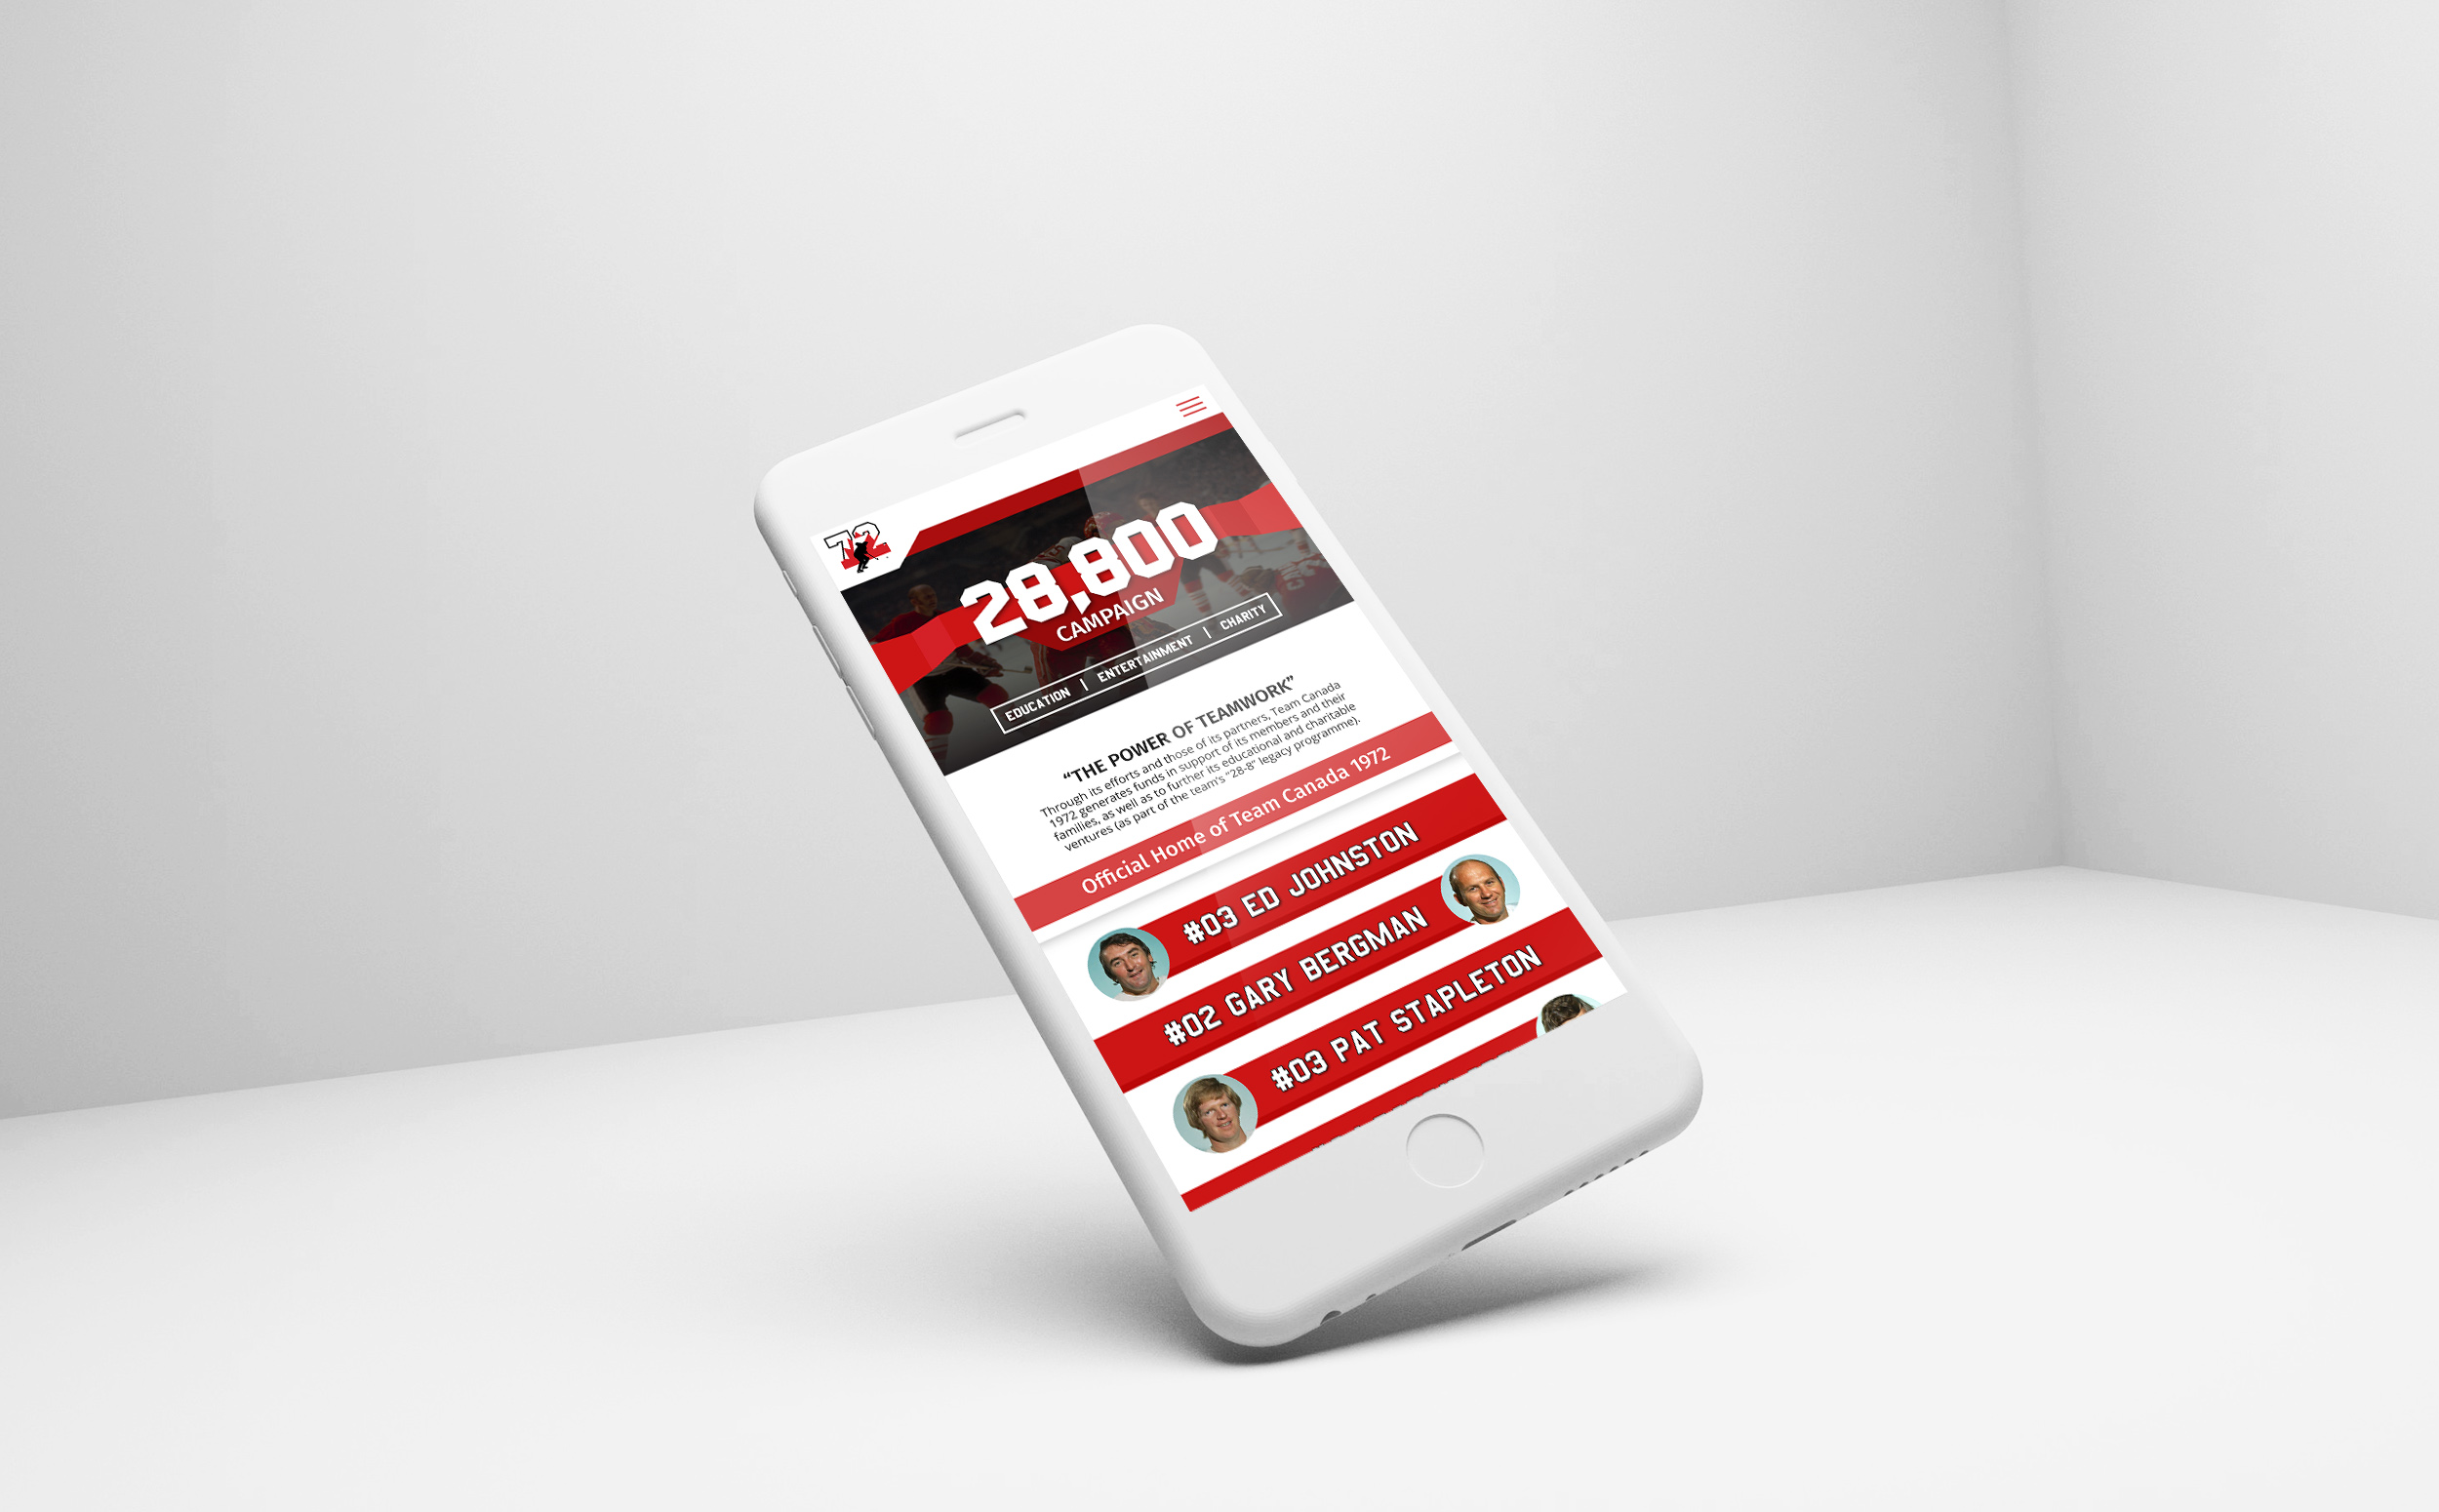 72
28,800
CAMPAIGN
EDUCATION | ENTERTAINMENT | CHARITY
“THE POWER OF TEAMWORK”
Through its efforts and those of its partners, Team Canada
1972 generates funds in support of its members and their
families, as well as to further its educational and charitable
ventures (as part of the team's “28-8” legacy programme).
Official Home of Team Canada 1972
#03 ED JOHNSTON
#02 GARY BERGMAN
#03 PAT STAPLETON